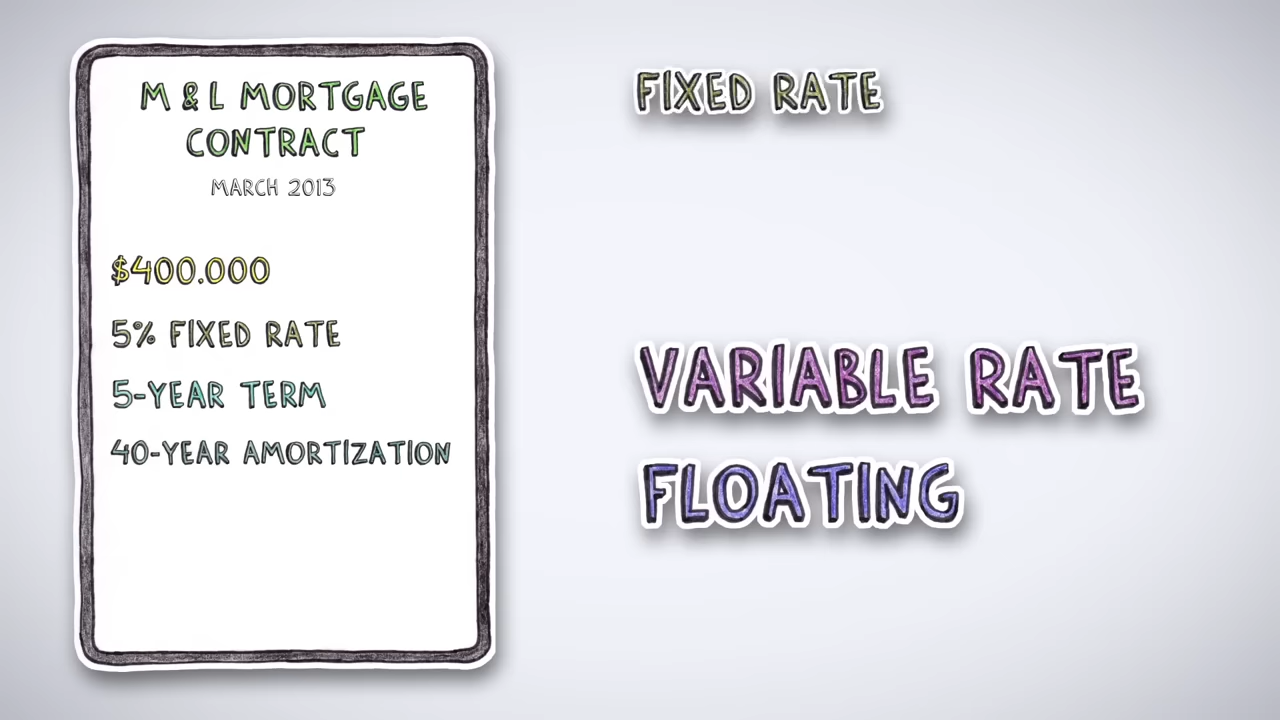 M & L MORTGAGE
CONTRACT
MARCH 2013
$400.000
5% FIXED RATE
5-YEAR TERM
40-YEAR AMORTIZATION
FIXED RATE
VARIABLE RATE
FLOATING